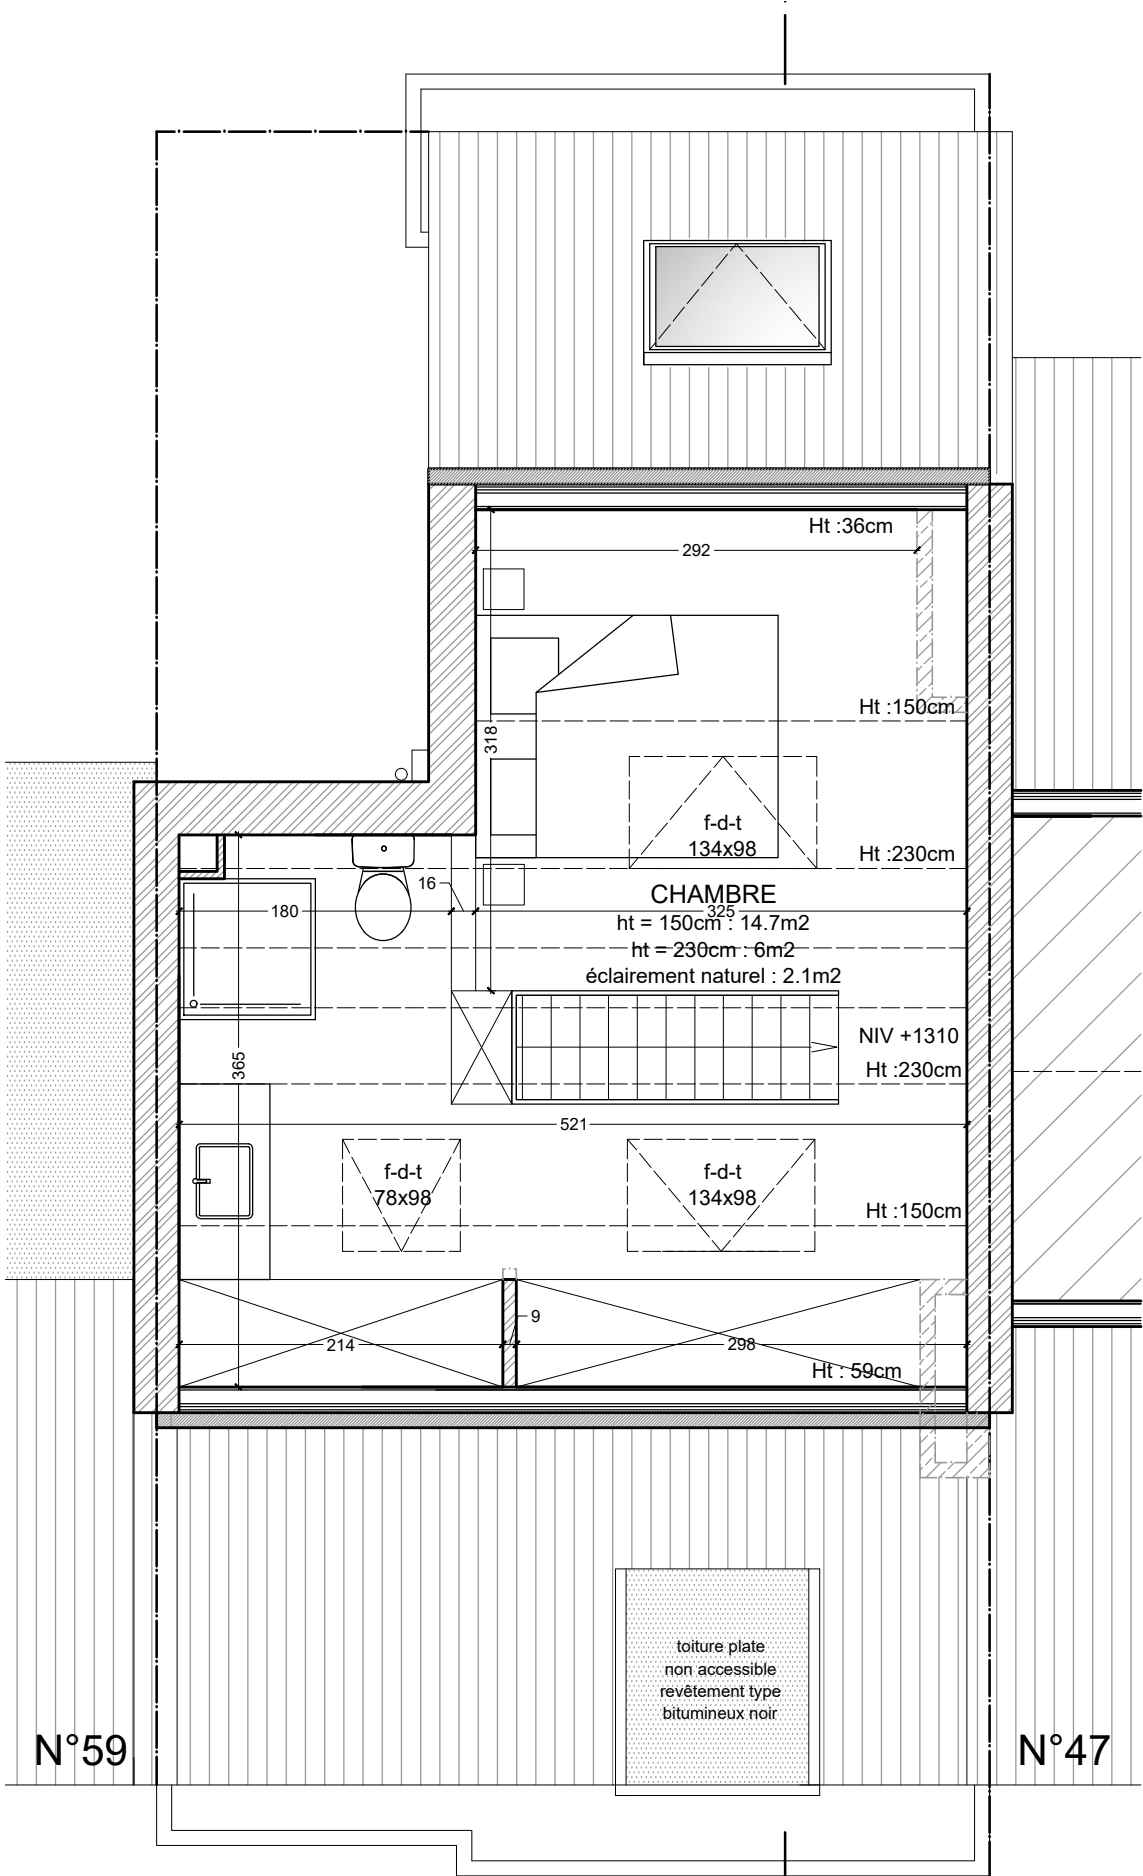 Ht :36cm
292
Ht :150cm
318
f-d-t
134x98
Ht :230cm
16
CHAMBRE
180
325
ht = 150cm : 14.7m2
ht = 230cm : 6m2
éclairement naturel : 2.1m2
NIV +1310
365
Ht :230cm
521
f-d-t
78x98
f-d-t
134x98
Ht :150cm
9
214
298
Ht : 59cm
toiture plate
non accessible
revêtement type
bitumineux noir
N°59
N°47